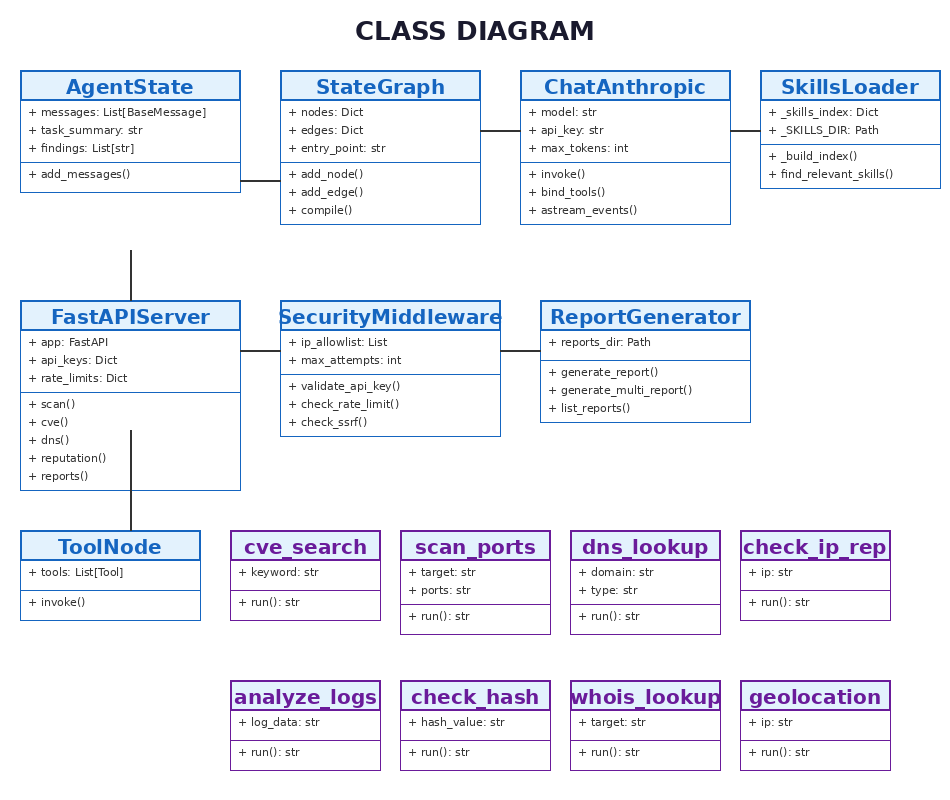 CLASS DIAGRAM
AgentState
+ messages: List[BaseMessage]
+ task_summary: str
+ findings: List[str]
+ add_messages()
StateGraph
+ nodes: Dict
+ edges: Dict
+ entry_point: str
+ add_node()
+ add_edge()
+ compile()
ChatAnthropic
+ model: str
+ api_key: str
+ max_tokens: int
+ invoke()
+ bind_tools()
+ astream_events()
SkillsLoader
+ _skills_index: Dict
+ _SKILLS_DIR: Path
+ _build_index()
+ find_relevant_skills()
FastAPIServer
+ app: FastAPI
+ api_keys: Dict
+ rate_limits: Dict
+ scan()
+ cve()
+ dns()
+ reputation()
+ reports()
SecurityMiddleware
+ ip_allowlist: List
+ max_attempts: int
+ validate_api_key()
+ check_rate_limit()
+ check_ssrf()
ReportGenerator
+ reports_dir: Path
+ generate_report()
+ generate_multi_report()
+ list_reports()
ToolNode
+ tools: List[Tool]
+ invoke()
cve_search
+ keyword: str
+ run(): str
scan_ports
+ target: str
+ ports: str
+ run(): str
dns_lookup
+ domain: str
+ type: str
+ run(): str
check_ip_rep
+ ip: str
+ run(): str
analyze_logs
+ log_data: str
+ run(): str
check_hash
+ hash_value: str
+ run(): str
whois_lookup
+ target: str
+ run(): str
geolocation
+ ip: str
+ run(): str